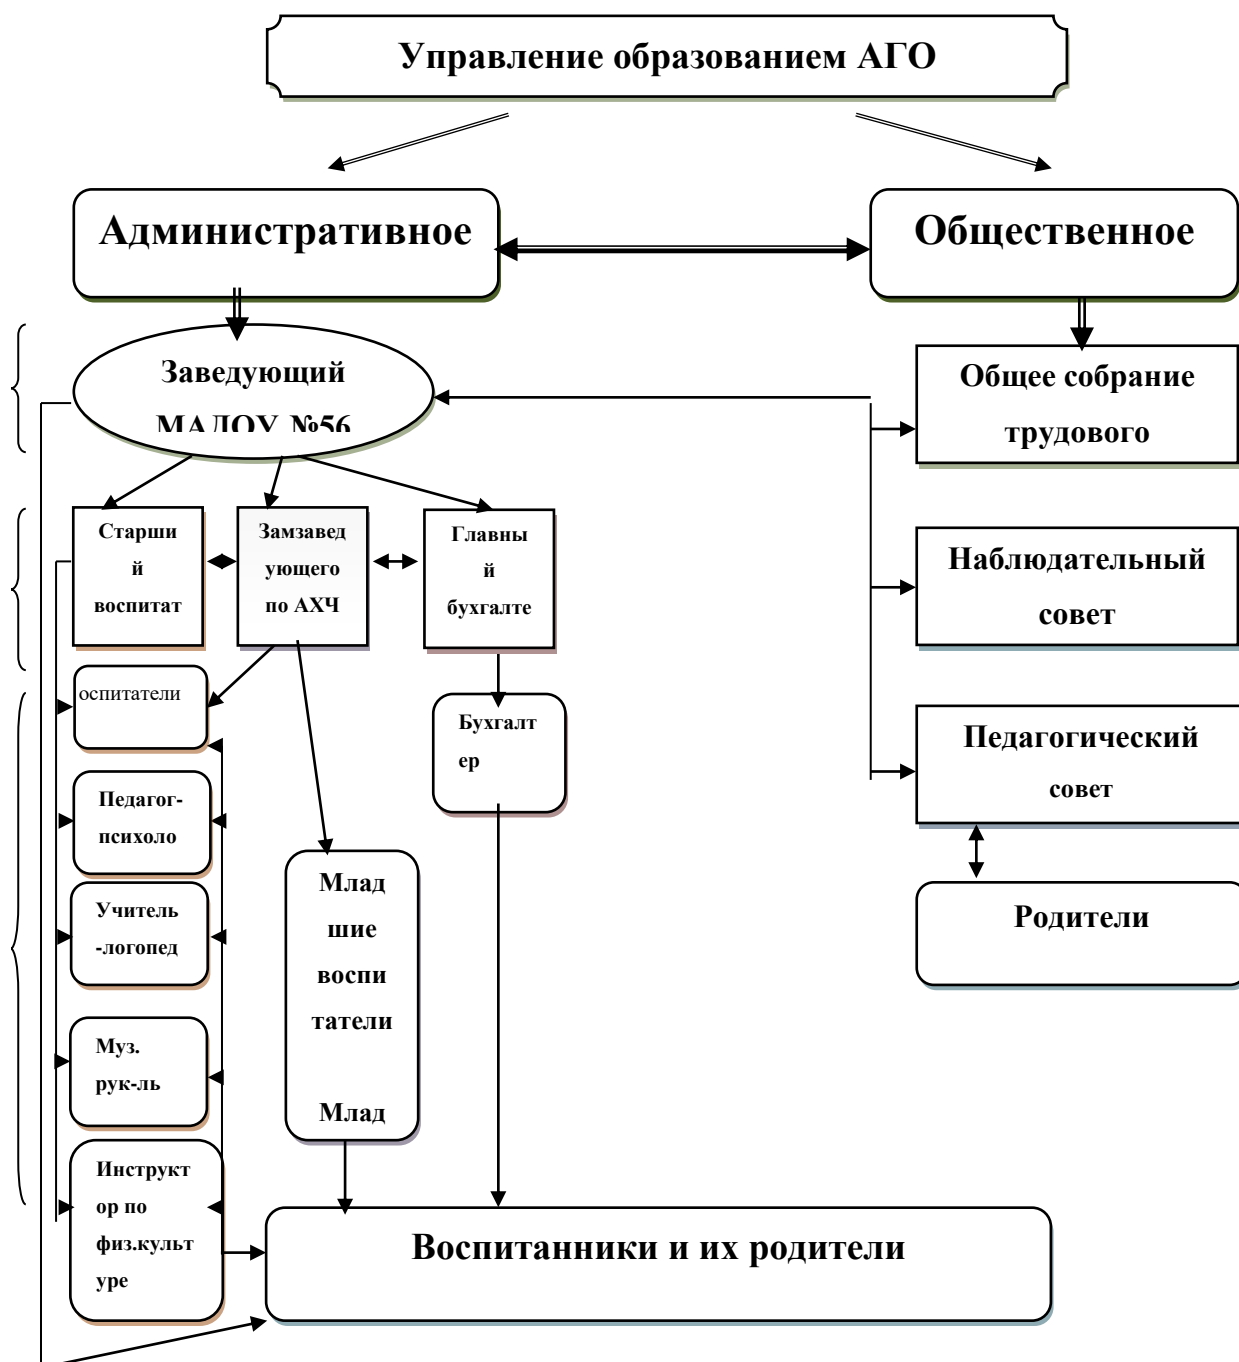 Управление образованием АГО
Административное
Общественное
Заведующий
МАДОУ №56
Общее собрание
трудового
Старши
й
воспитат
Замзавед
ующего
по АХЧ
Главны
й
бухгалте
Наблюдательный
совет
оспитатели
Бухгалт
ер
Педагогический
совет
Педагог-
психоло
Млад
шие
воспи
татели
Млад
Учитель
-логопед
Родители
Муз.
рук-ль
Инструкт
ор по
физ.культ
уре
Воспитанники и их родители